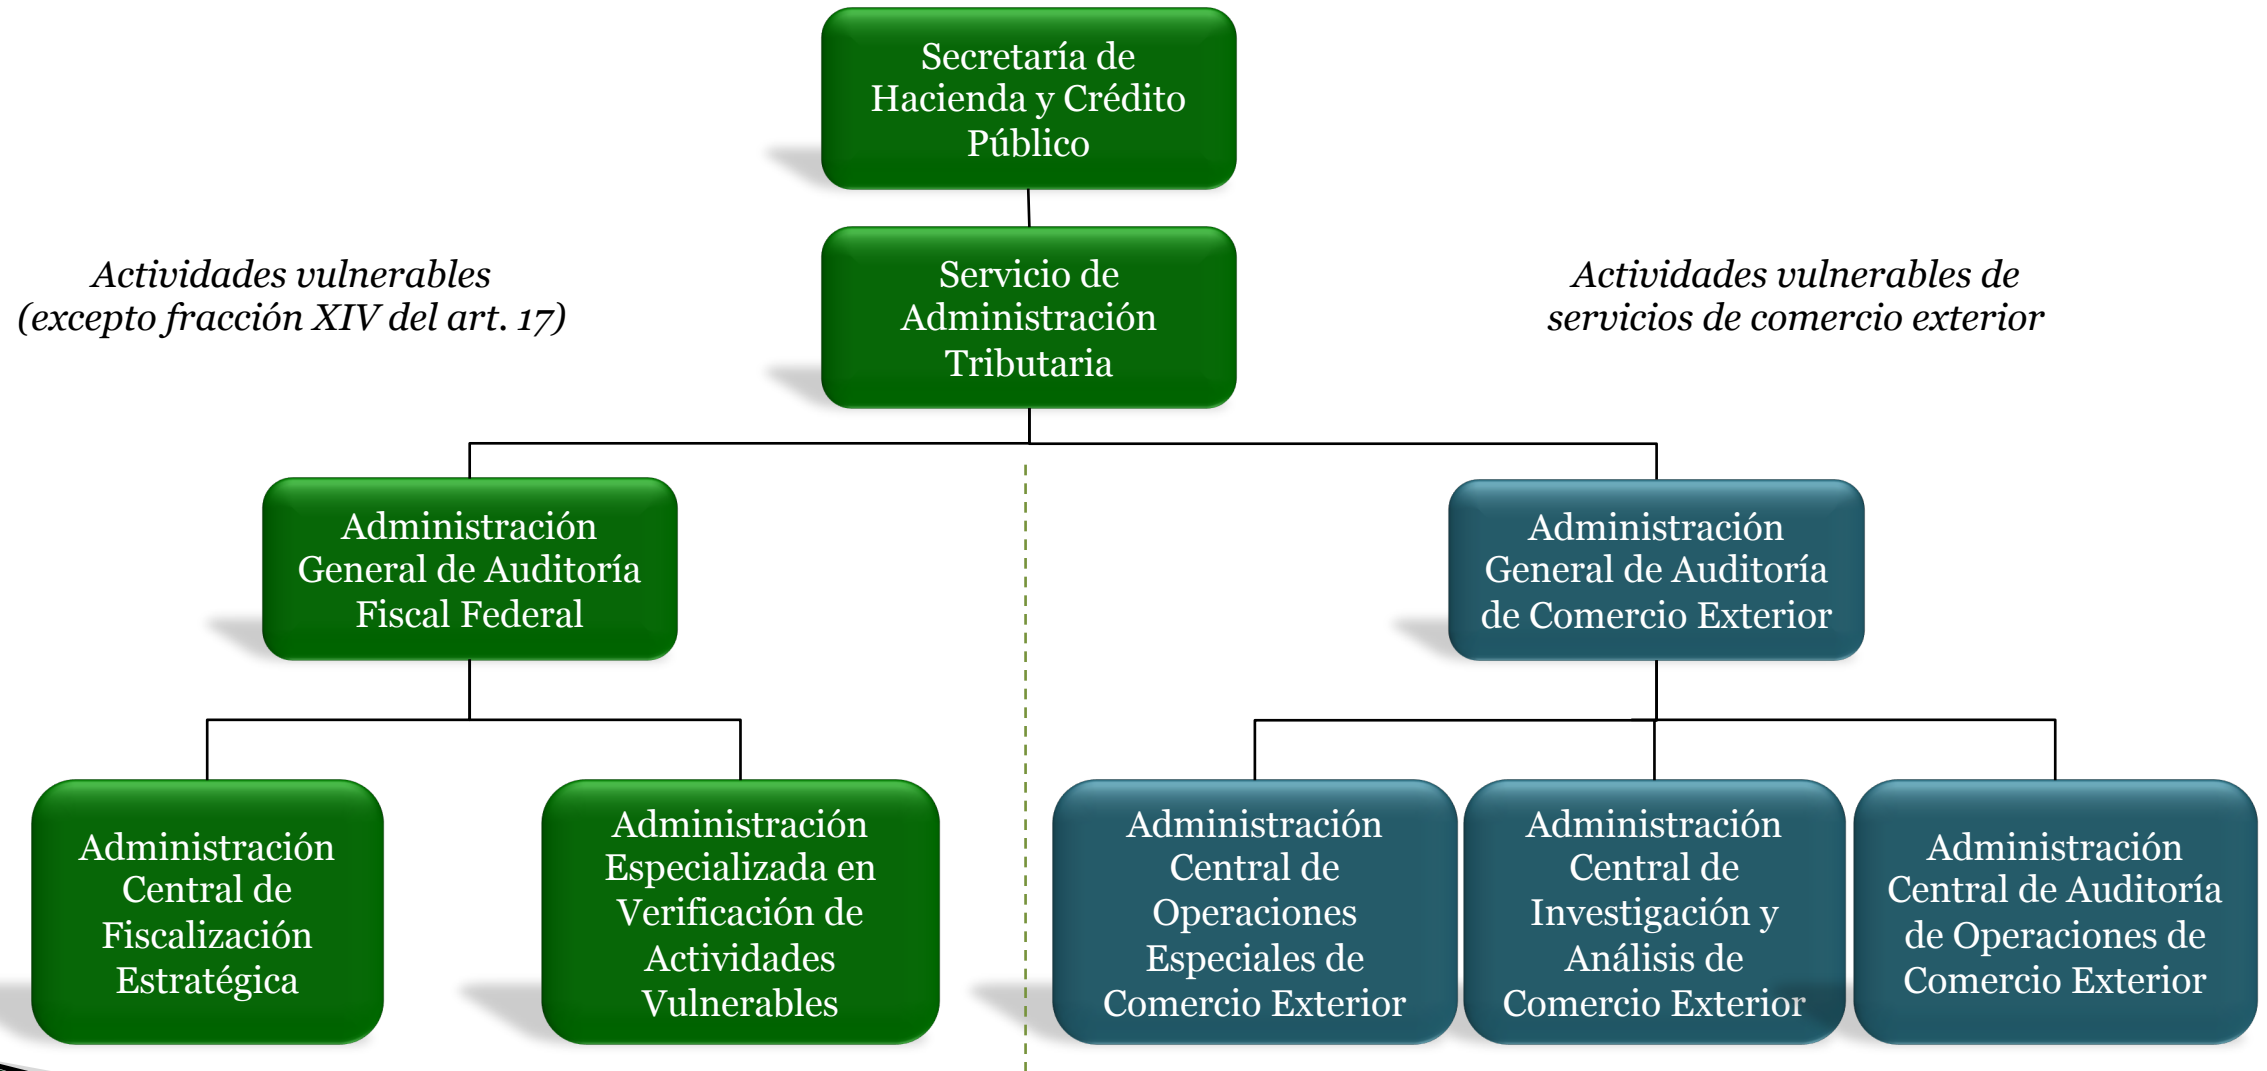 Secretaría de
Hacienda y Crédito
Público
Actividades vulnerables
(excepto fracción XIV del art. 17)
Servicio de
Administración
Tributaria
Actividades vulnerables de
servicios de comercio exterior
Administración
General de Auditoría
Fiscal Federal
Administración
General de Auditoría
de Comercio Exterior
Administración
Central de
Fiscalización
Estratégica
Administración
Especializada en
Verificación de
Actividades
Vulnerables
Administración
Central de
Operaciones
Especiales de
Comercio Exterior
Administración
Central de
Investigación y
Análisis de
Comercio Exterior
Administración
Central de Auditoría
de Operaciones de
Comercio Exterior